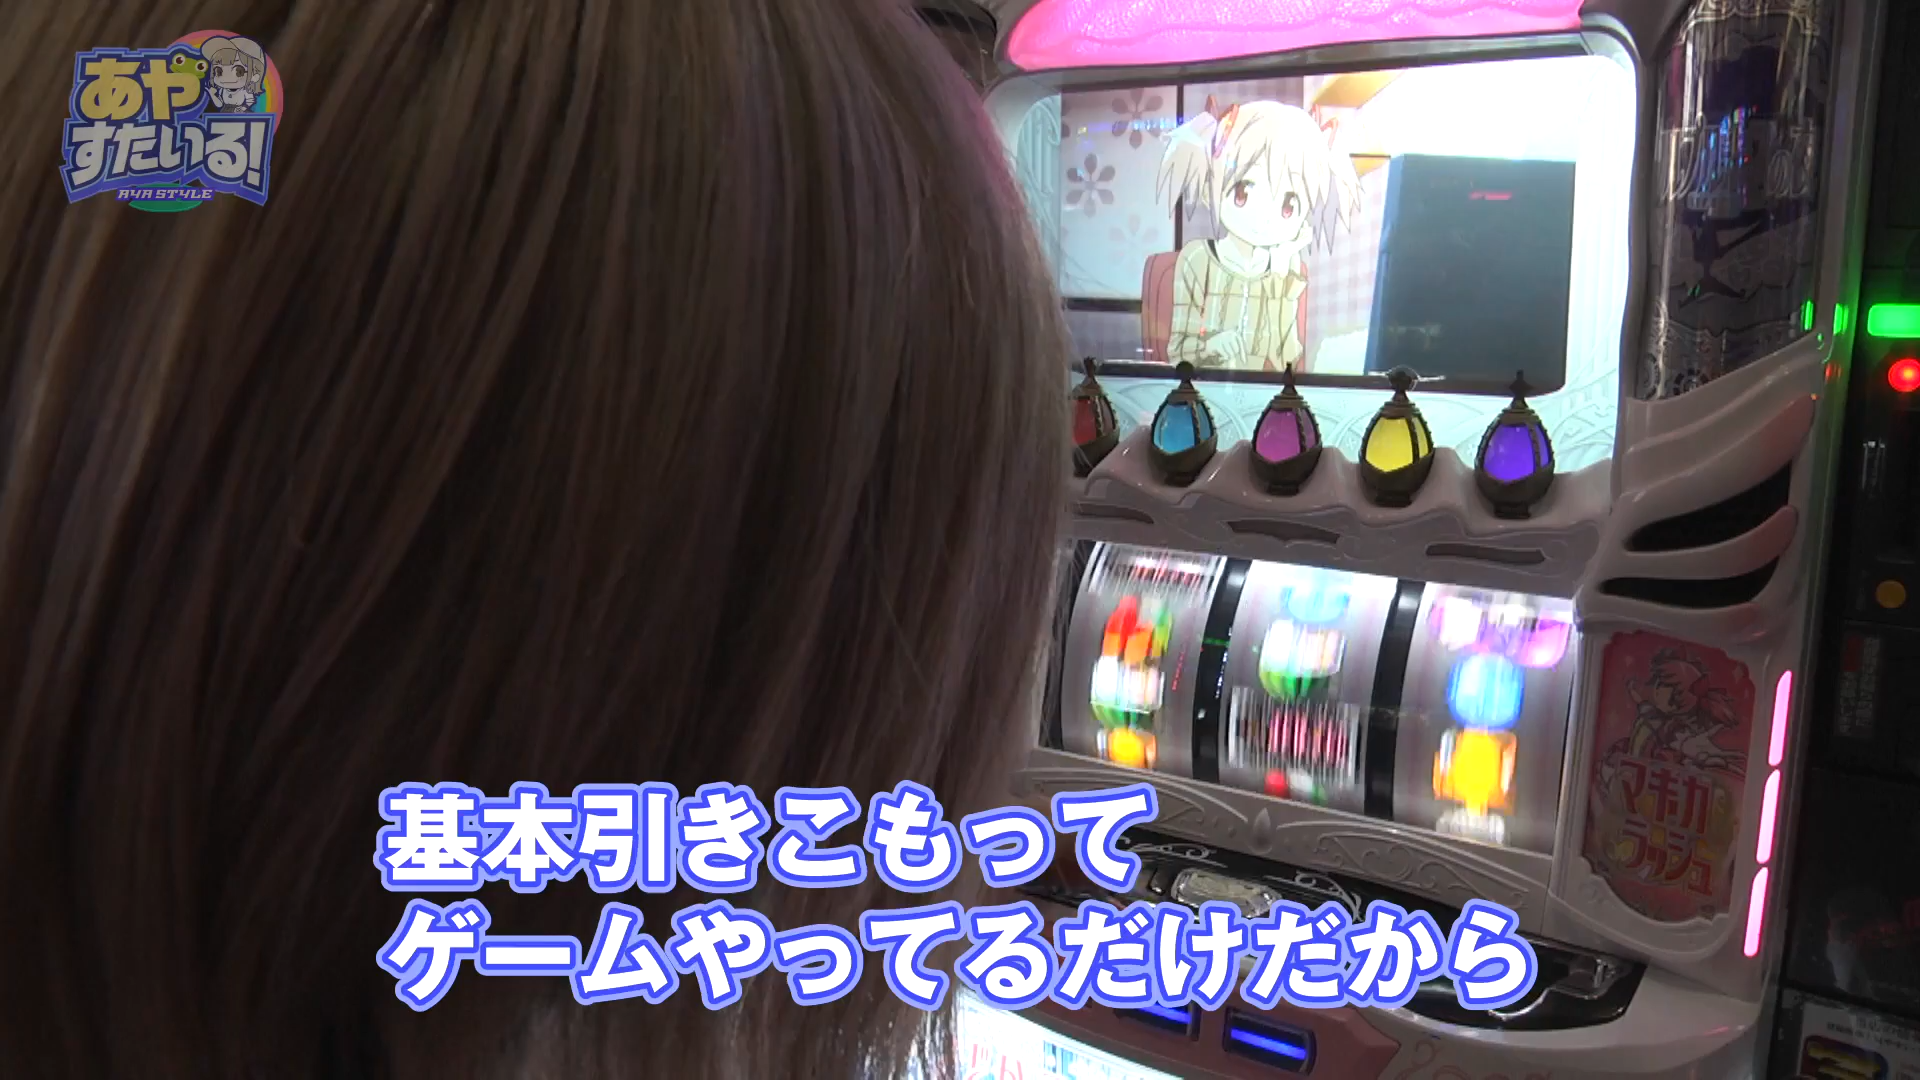 あや
すたいる!
AYA STYLE
基本引きこもって
ゲームやってるだけだから
マギカ
ラッシュ